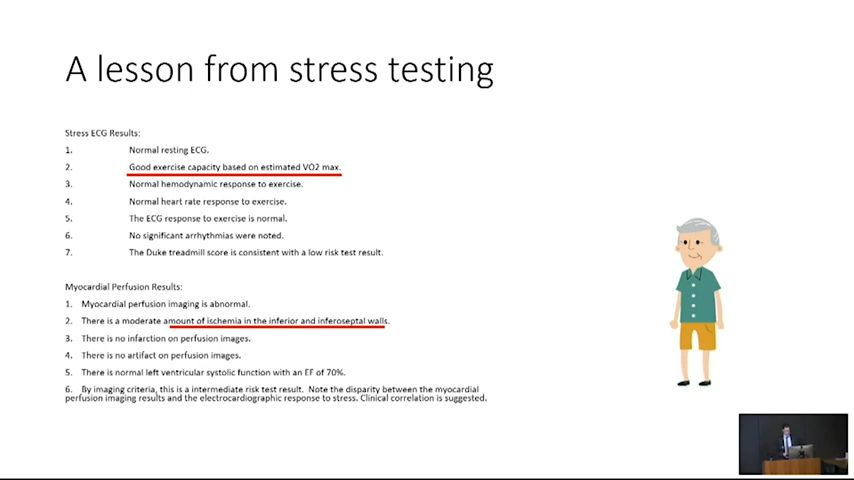 A lesson from stress testing
Stress ECG Results:
1. Normal resting ECG.
2. Good exercise capacity based on estimated VO2 max.
3. Normal hemodynamic response to exercise.
4. Normal heart rate response to exercise.
5. The ECG response to exercise is normal.
6. No significant arrhythmias were noted.
7. The Duke treadmill score is consistent with a low risk test result.
Myocardial Perfusion Results:
1. Myocardial perfusion imaging is abnormal.
2. There is a moderate amount of ischemia in the inferior and inferoseptal walls.
3. There is no infarction on perfusion images.
4. There is no artifact on perfusion images.
5. There is normal left ventricular systolic function with an EF of 70%.
6. By imaging criteria, this is a intermediate risk test result. Note the disparity between the myocardial
perfusion imaging results and the electrocardiographic response to stress. Clinical correlation is suggested.